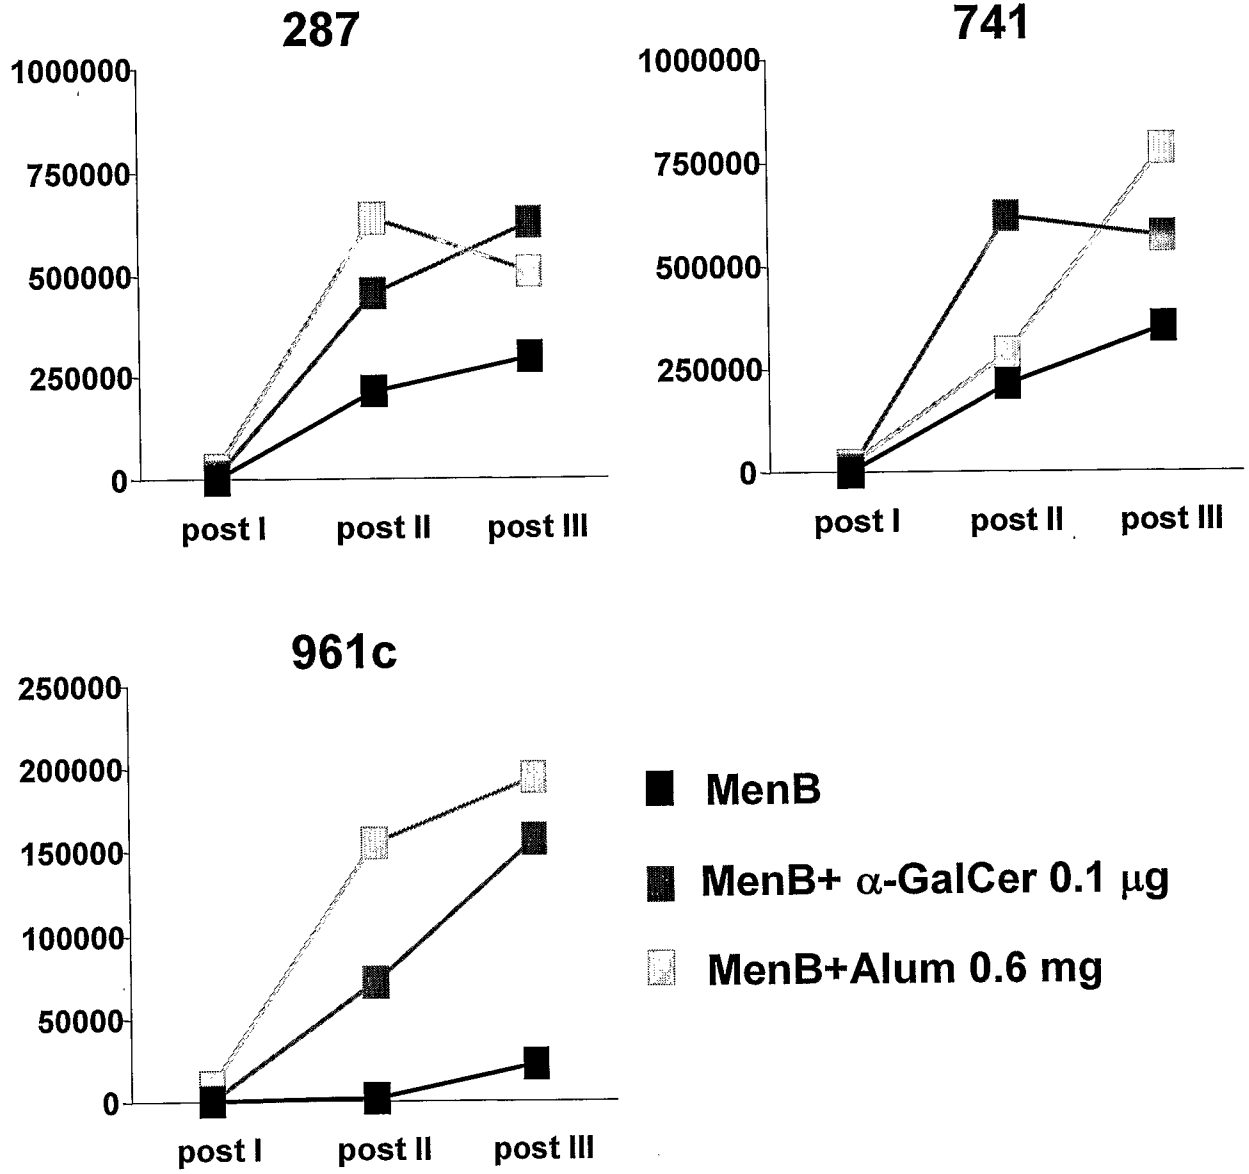 287
1000000
750000
500000
250000
0
post I post II post III
741
1000000
750000
500000
250000
0
post I post II post III
961c
250000
200000
150000
100000
50000
0
post I post II post III
MenB
MenB+ α-GalCer 0.1 μg
MenB+Alum 0.6 mg